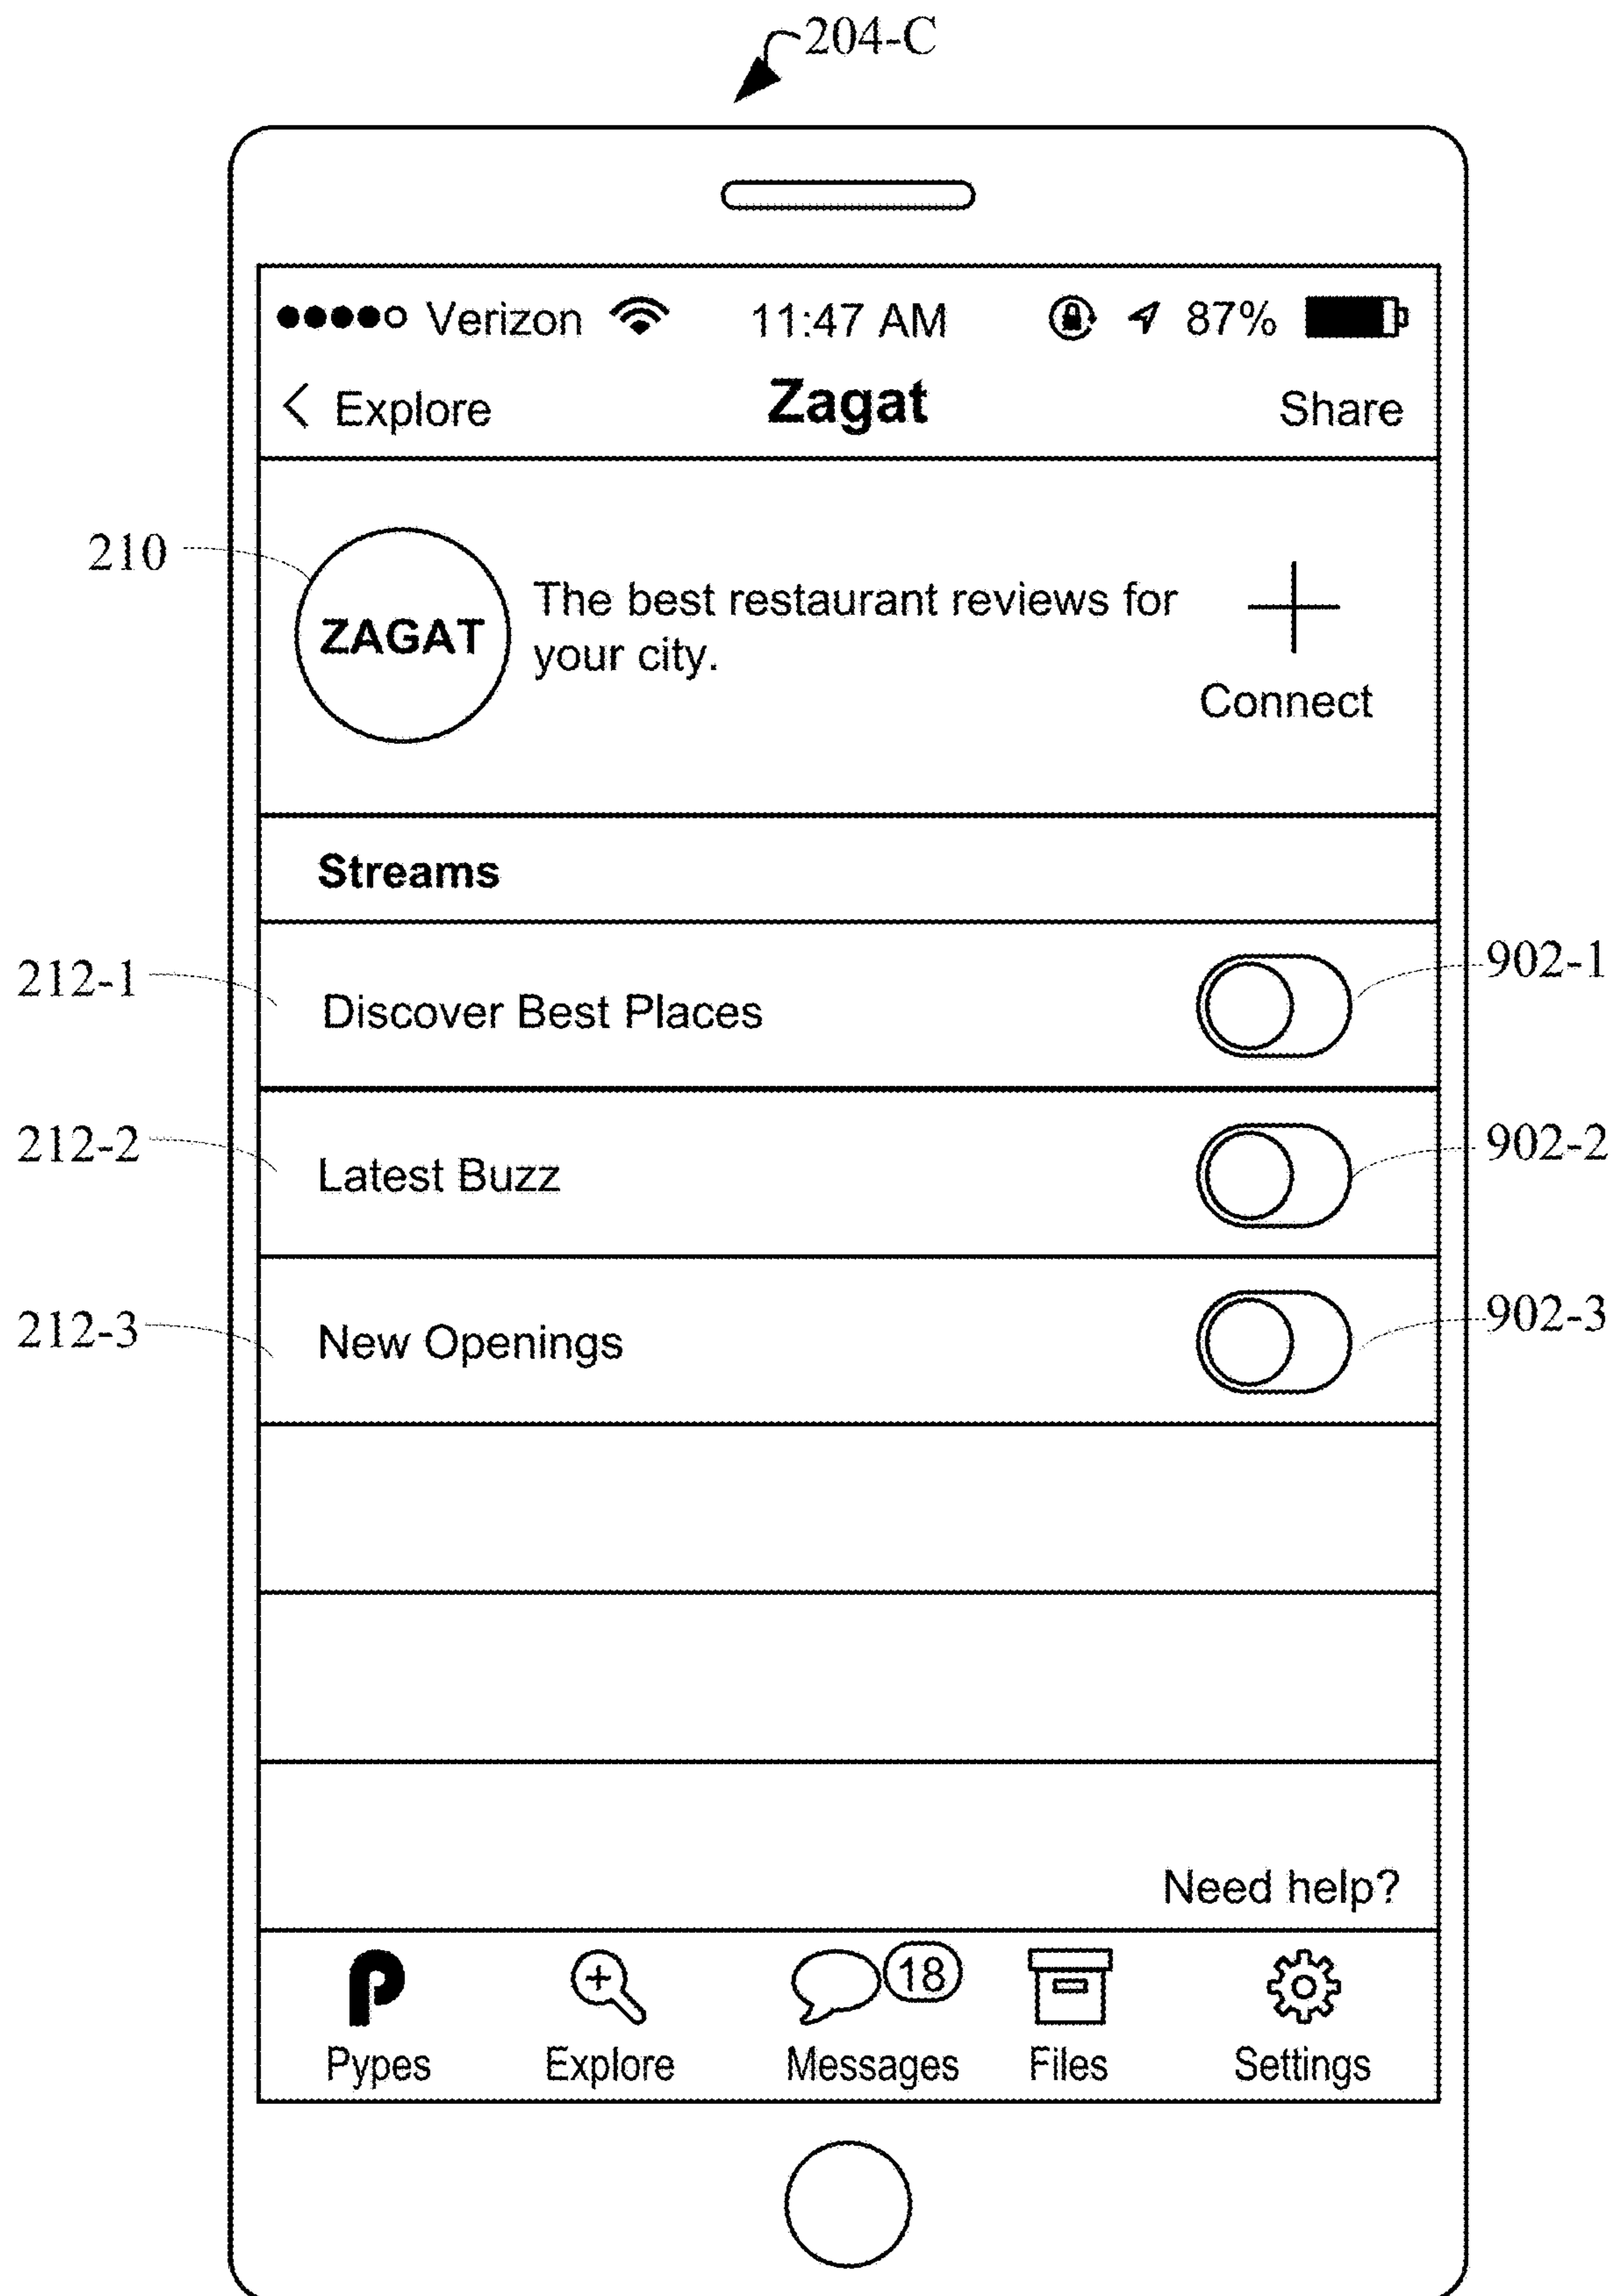 204-C
Verizon 11:47 AM 87%
< Explore Zagat Share
210
ZAGAT
The best restaurant reviews for
your city.
Connect
Streams
212-1 Discover Best Places 902-1
212-2 Latest Buzz 902-2
212-3 New Openings 902-3
Need help?
18
Pypes Explore Messages Files Settings